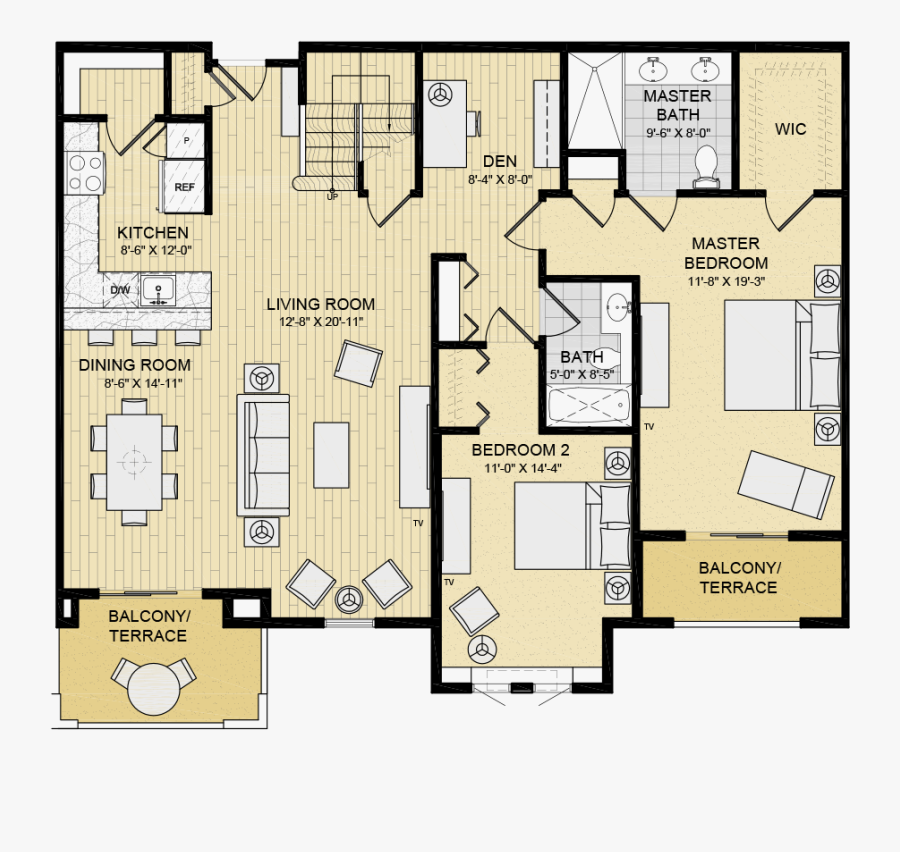 MASTER
BATH
9'-6" X 8'-0"
WIC
P
REF
DEN
8'-4" X 8'-0"
UP
KITCHEN
8'-6" X 12'-0"
MASTER
BEDROOM
11'-8" X 19'-3"
D/W
LIVING ROOM
12'-8" X 20'-11"
DINING ROOM
8'-6" X 14'-11"
BATH
5'-0" X 8'-5"
TV
BEDROOM 2
11'-0" X 14'-4"
TV
TV
BALCONY/
TERRACE
BALCONY/
TERRACE